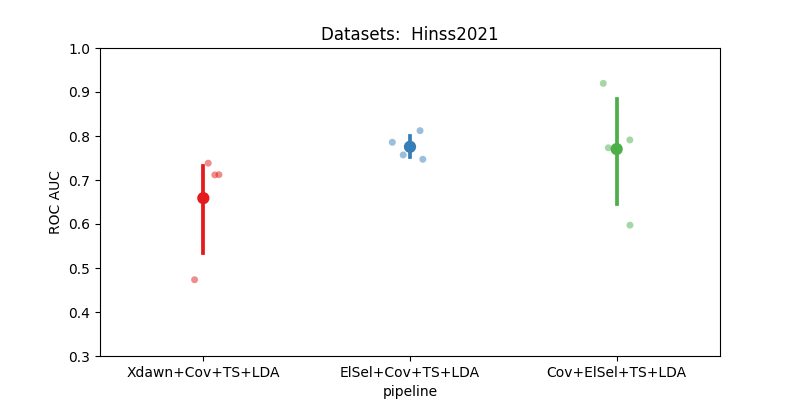 Datasets:  Hinss2021
1.0
0.9
0.8
0.7
0.6
0.5
0.4
0.3
ROC AUC
Xdawn+Cov+TS+LDA
ElSel+Cov+TS+LDA
Cov+ElSel+TS+LDA
pipeline